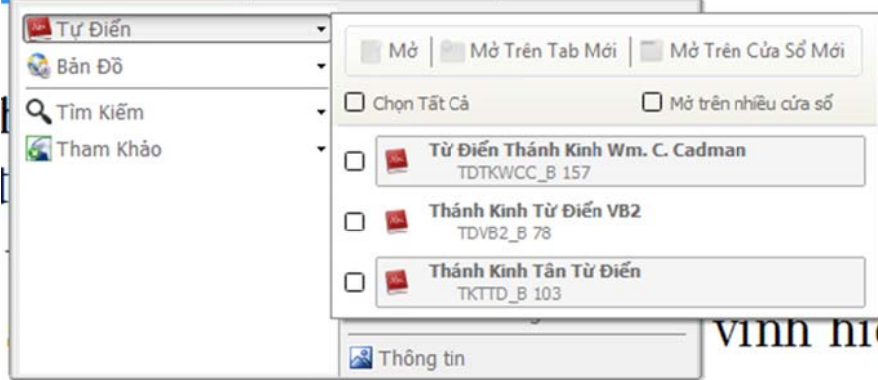 Tự Điển
Bản Đồ
Tìm Kiếm
Tham Khảo
Mở
Mở Trên Tab Mới
Mở Trên Cửa Sổ Mới
Chọn Tất Cả
Mở trên nhiều cửa sổ
Từ Điển Thánh Kinh Wm. C. Cadman
TDTKWCC_B 157
Thánh Kinh Từ Điển VB2
TDVB2_B 78
Thánh Kinh Tân Từ Điển
TKTTD_B 103
Thông tin